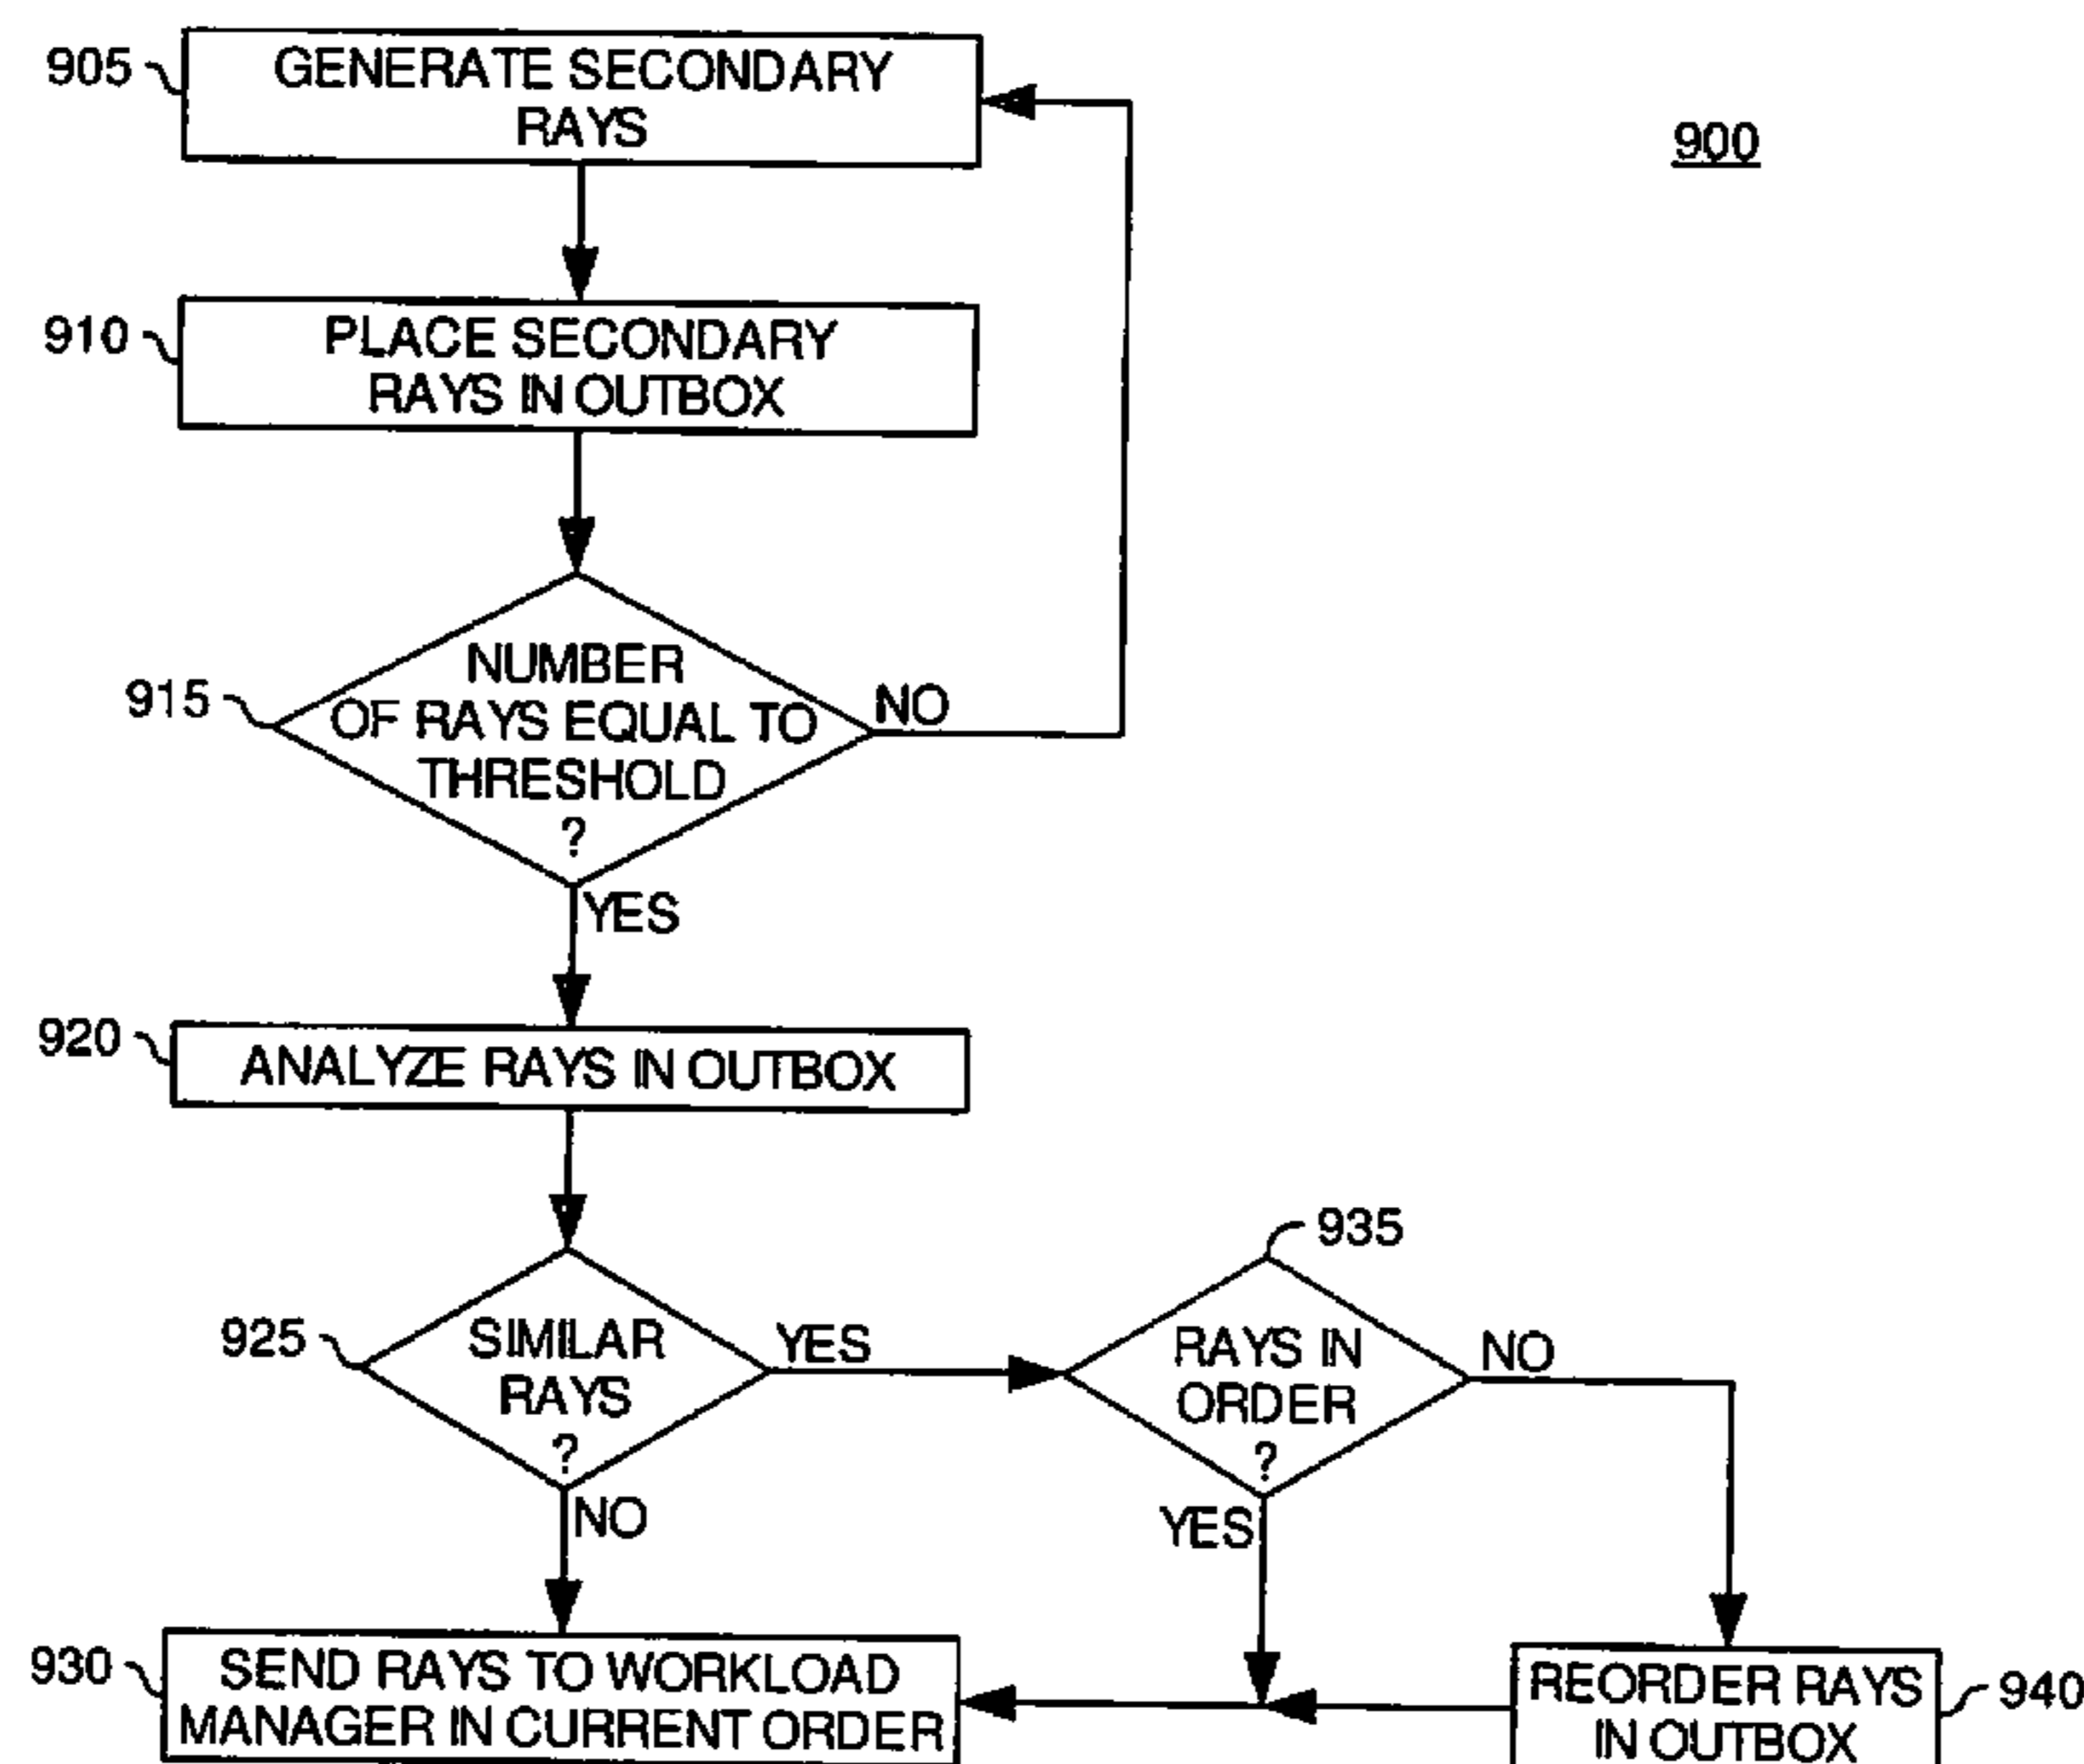 905
GENERATE SECONDARY
RAYS
900
910
PLACE SECONDARY
RAYS IN OUTBOX
915
NUMBER
OF RAYS EQUAL TO
THRESHOLD
?
NO
YES
920
ANALYZE RAYS IN OUTBOX
925
SIMILAR
RAYS
?
YES
NO
935
RAYS IN
ORDER
?
NO
YES
930
SEND RAYS TO WORKLOAD
MANAGER IN CURRENT ORDER
REORDER RAYS
IN OUTBOX
940